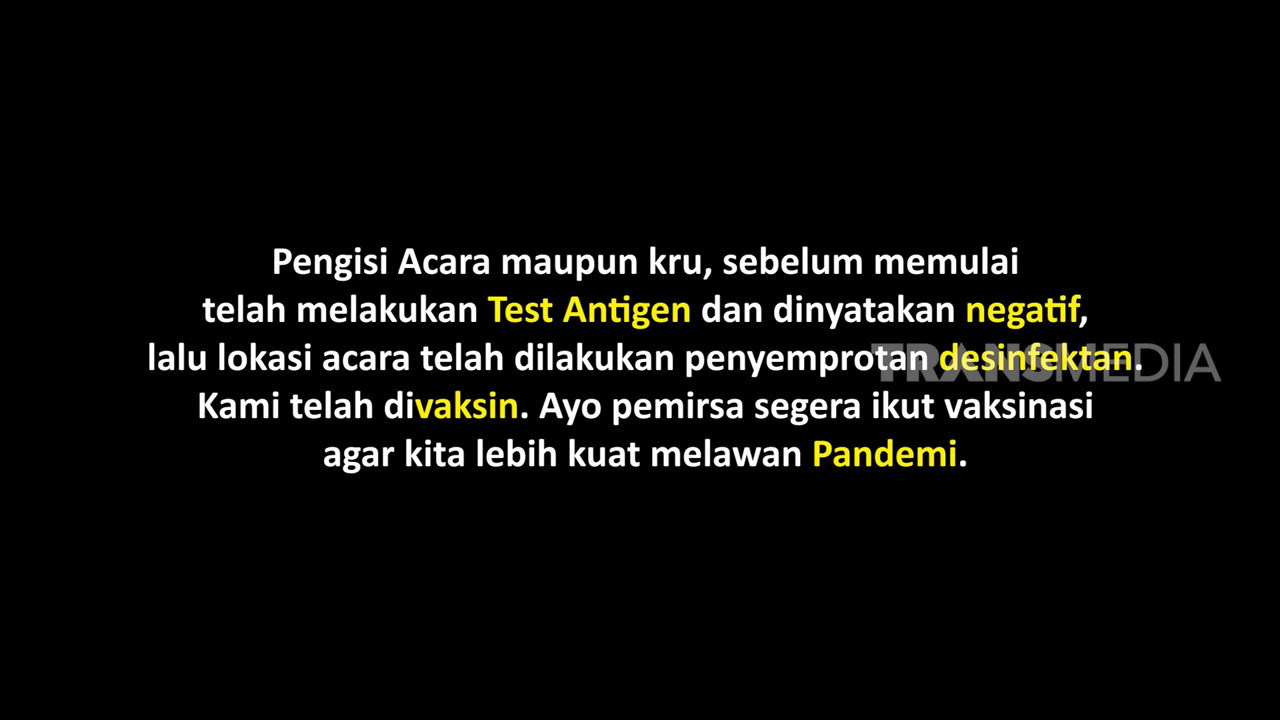 Pengisi Acara maupun kru, sebelum memulai
telah melakukan Test Antigen dan dinyatakan negatif,
lalu lokasi acara telah dilakukan penyemprotan desinfektan.
TRANSMEDIA
Kami telah divaksin. Ayo pemirsa segera ikut vaksinasi
agar kita lebih kuat melawan Pandemi.